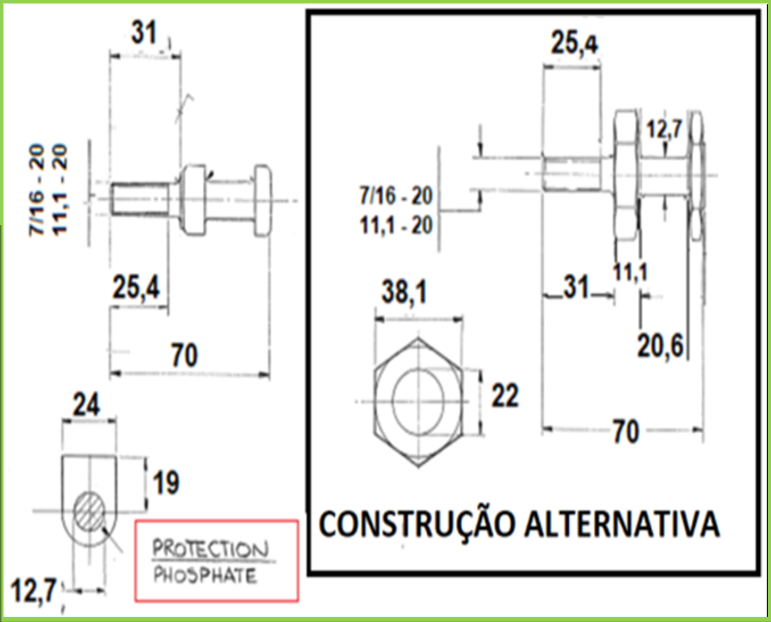 31
7/16 - 20
11,1 - 20
25,4
70
24
19
12,7
PROTECTION
PHOSPHATE
25,4
12,7
7/16 - 20
11,1 - 20
31
11,1
20,6
38,1
22
70
CONSTRUÇÃO ALTERNATIVA